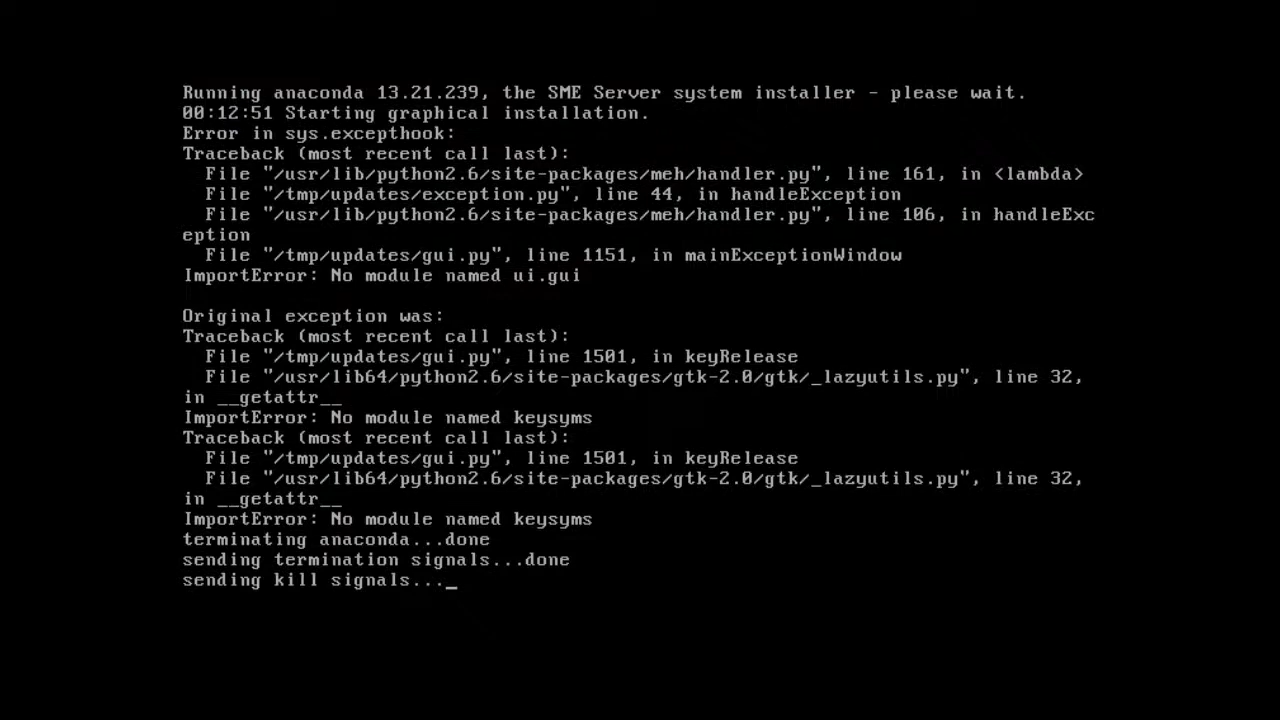 Running anaconda 13.21.239, the SME Server system installer - please wait.
00:12:51 Starting graphical installation.
Error in sys.excepthook:
Traceback (most recent call last):
  File "/usr/lib/python2.6/site-packages/meh/handler.py", line 161, in <lambda>
  File "/tmp/updates/exception.py", line 44, in handleException
  File "/usr/lib/python2.6/site-packages/meh/handler.py", line 106, in handleExc
eption
  File "/tmp/updates/gui.py", line 1151, in mainExceptionWindow
ImportError: No module named ui.gui

Original exception was:
Traceback (most recent call last):
  File "/tmp/updates/gui.py", line 1501, in keyRelease
  File "/usr/lib64/python2.6/site-packages/gtk-2.0/gtk/_lazyutils.py", line 32,
in __getattr__
ImportError: No module named keysyms
Traceback (most recent call last):
  File "/tmp/updates/gui.py", line 1501, in keyRelease
  File "/usr/lib64/python2.6/site-packages/gtk-2.0/gtk/_lazyutils.py", line 32,
in __getattr__
ImportError: No module named keysyms
terminating anaconda...done
sending termination signals...done
sending kill signals..._